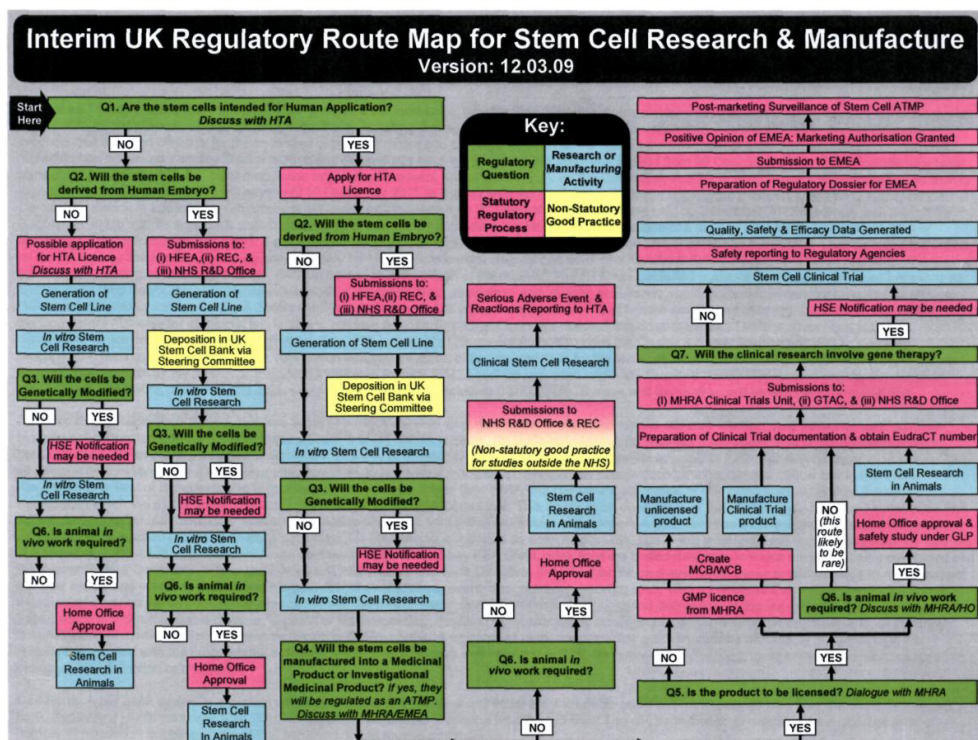 Interim UK Regulatory Route Map for Stem Cell Research & Manufacture
Version: 12.03.09
Start
Here
Q1. Are the stem cells intended for Human Application?
Discuss with HTA
NO
YES
Q2. Will the stem cells be
derived from Human Embryo?
NO
YES
Possible application
for HTA Licence
Discuss with HTA
Generation of
Stem Cell Line
In vitro Stem
Cell Research
Q3. Will the cells be
Genetically Modified?
NO
YES
HSE Notification
may be needed
In vitro Stem
Cell Research
Q6. Is animal in
vivo work required?
NO
YES
Home Office
Approval
Stem Cell
Research in
Animals
Submissions to:
(i) HFEA,(ii) REC, &
(iii) NHS R&D Office
Generation of
Stem Cell Line
Deposition in UK
Stem Cell Bank via
Steering Committee
In vitro Stem
Cell Research
Q3. Will the cells be
Genetically Modified?
NO
YES
HSE Notification
may be needed
In vitro Stem
Cell Research
Q6. Is animal in
vivo work required?
NO
YES
Home Office
Approval
Stem Cell
Research
In Animals
Apply for HTA
Licence
Q2. Will the stem cells be
derived from Human Embryo?
NO
YES
Submissions to:
(i) HFEA,(ii) REC, &
(iii) NHS R&D Office
Generation of Stem Cell Line
Deposition in UK
Stem Cell Bank via
Steering Committee
In vitro Stem Cell Research
Q3. Will the cells be
Genetically Modified?
NO
YES
HSE Notification
may be needed
In vitro Stem Cell Research
Q4. Will the stem cells be
manufactured into a Medicinal
Product or Investigational
Medicinal Product? If yes, they
will be regulated as an ATMP.
Discuss with MHRA/EMEA
Key:
Regulatory
Question
Research or
Manufacturing
Activity
Statutory
Regulatory
Process
Non-Statutory
Good Practice
Serious Adverse Event &
Reactions Reporting to HTA
Clinical Stem Cell Research
Submissions to
NHS R&D Office & REC
(Non-statutory good practice
for studies outside the NHS)
Stem Cell
Research
in Animals
Home Office
Approval
NO
YES
Q6. Is animal in
vivo work required?
NO
Post-marketing Surveillance of Stem Cell ATMP
Positive Opinion of EMEA: Marketing Authorisation Granted
Submission to EMEA
Preparation of Regulatory Dossier for EMEA
Quality, Safety & Efficacy Data Generated
Safety reporting to Regulatory Agencies
Stem Cell Clinical Trial
HSE Notification may be needed
NO
YES
Q7. Will the clinical research involve gene therapy?
Submissions to:
(i) MHRA Clinical Trials Unit, (ii) GTAC, & (iii) NHS R&D Office
Preparation of Clinical Trial documentation & obtain EudraCT number
Manufacture
unlicensed
product
Manufacture
Clinical Trial
product
NO
(this
route
likely
to be
rare)
Stem Cell Research
in Animals
Home Office approval &
safety study under GLP
YES
Create
MCB/WCB
GMP licence
from MHRA
Q6. Is animal in vivo work
required? Discuss with MHRA/HO
NO
YES
Q5. Is the product to be licensed? Dialogue with MHRA
YES